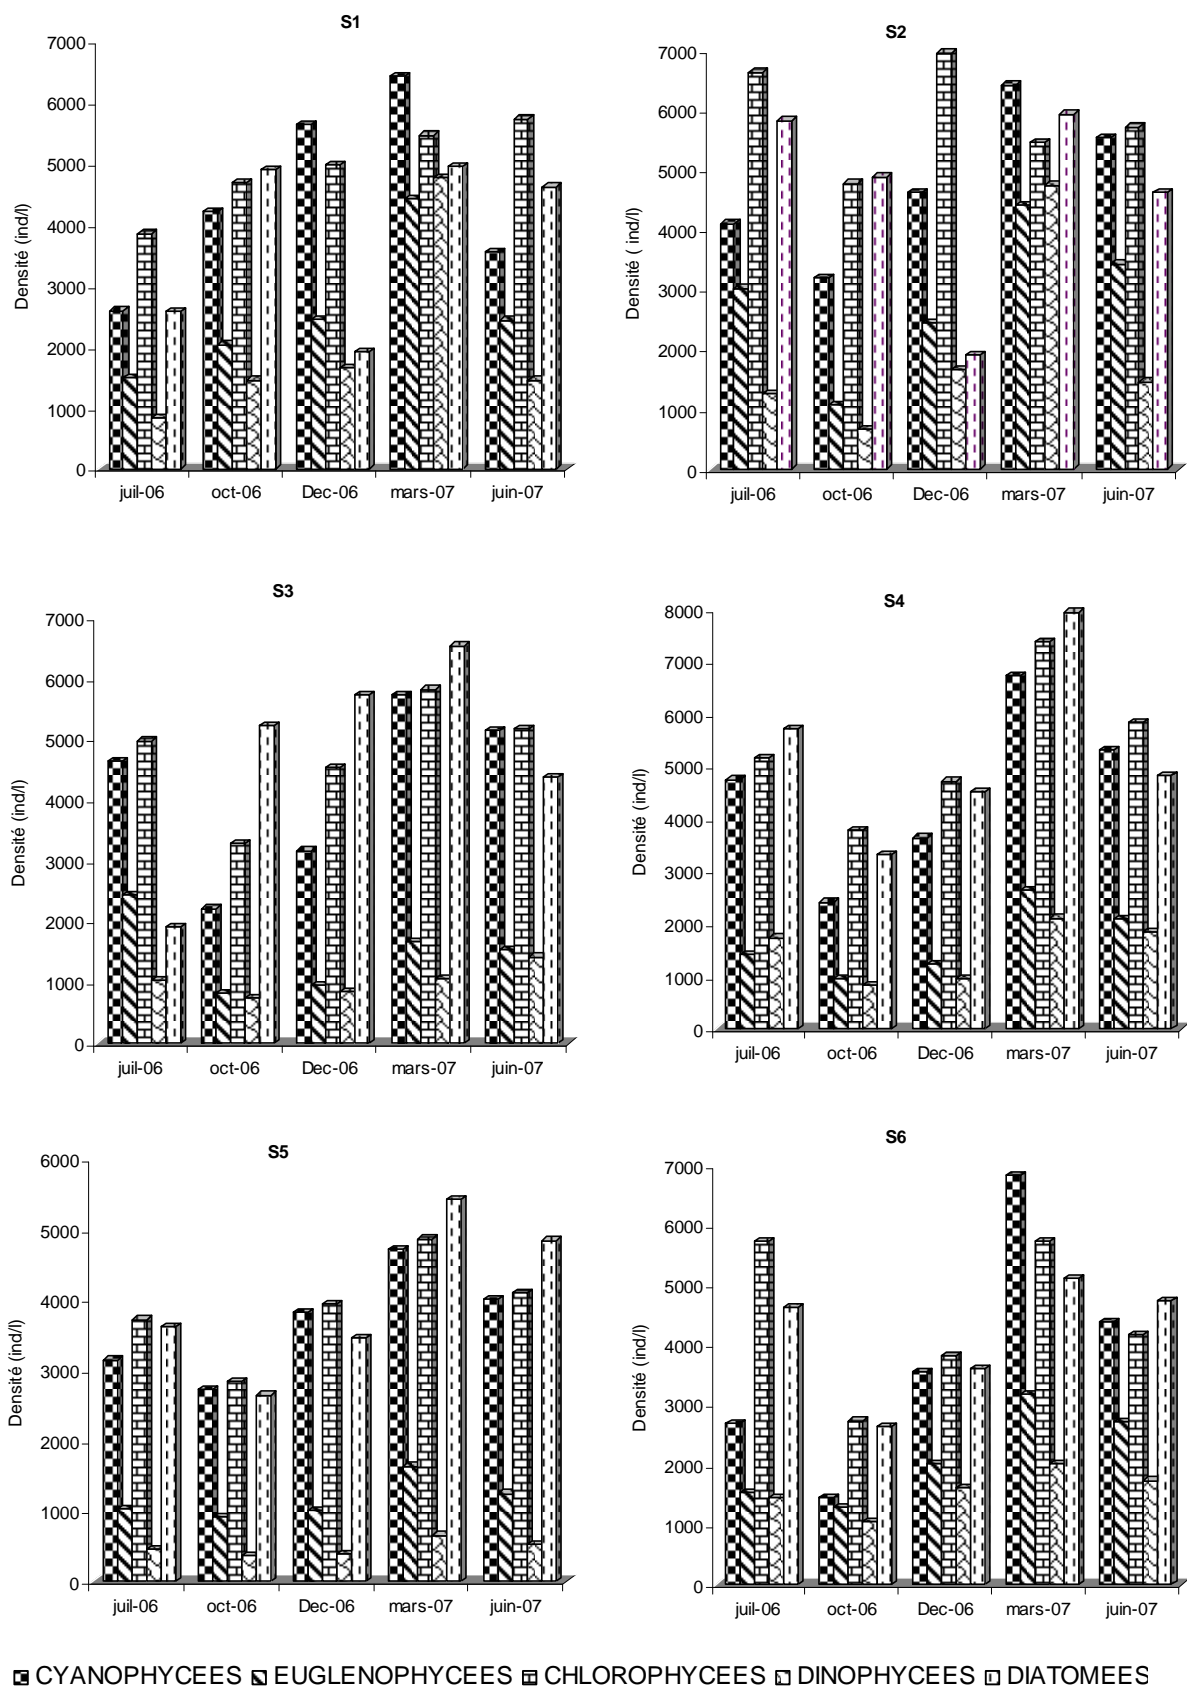 S1
7000
6000
5000
4000
3000
2000
1000
0
Densité (ind/l)
juil-06 oct-06 Dec-06 mars-07 juin-07
S2
7000
6000
5000
4000
3000
2000
1000
0
Densité ( ind/l)
juil-06 oct-06 Dec-06 mars-07 juin-07
S3
7000
6000
5000
4000
3000
2000
1000
0
Densité (ind/l)
juil-06 oct-06 Dec-06 mars-07 juin-07
S4
8000
7000
6000
5000
4000
3000
2000
1000
0
Densité (ind/l)
juil-06 oct-06 Dec-06 mars-07 juin-07
S5
6000
5000
4000
3000
2000
1000
0
Densité (ind/l)
juil-06 oct-06 Dec-06 mars-07 juin-07
S6
7000
6000
5000
4000
3000
2000
1000
0
Densité (ind/l)
juil-06 oct-06 Dec-06 mars-07 juin-07
CYANOPHYCEES EUGLENOPHYCEES CHLOROPHYCEES DINOPHYCEES DIATOMEES